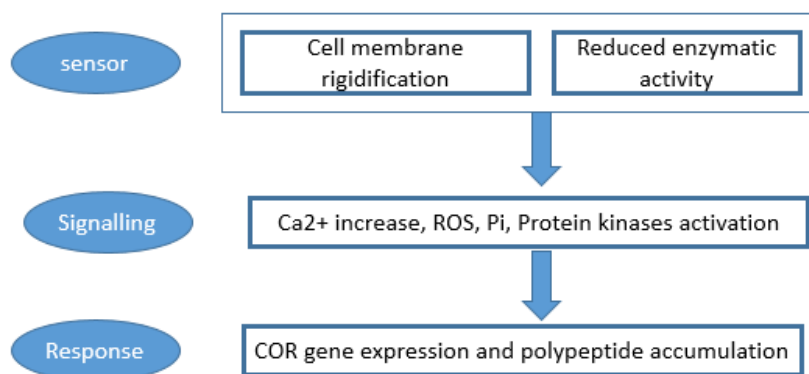 sensor
Cell membrane
rigidification
Reduced enzymatic
activity
Signalling
Ca2+ increase, ROS, Pi, Protein kinases activation
Response
COR gene expression and polypeptide accumulation